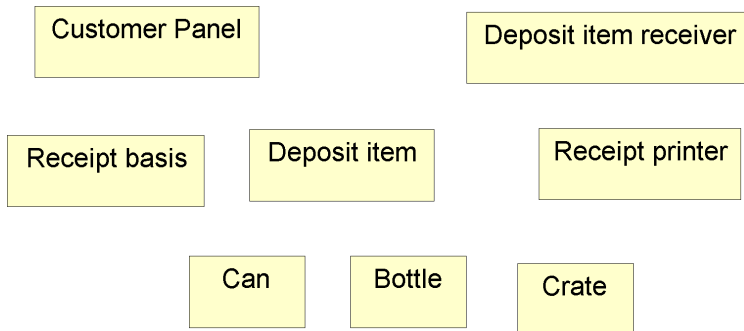 Customer Panel
Deposit item receiver
Receipt basis
Deposit item
Receipt printer
Can
Bottle
Crate